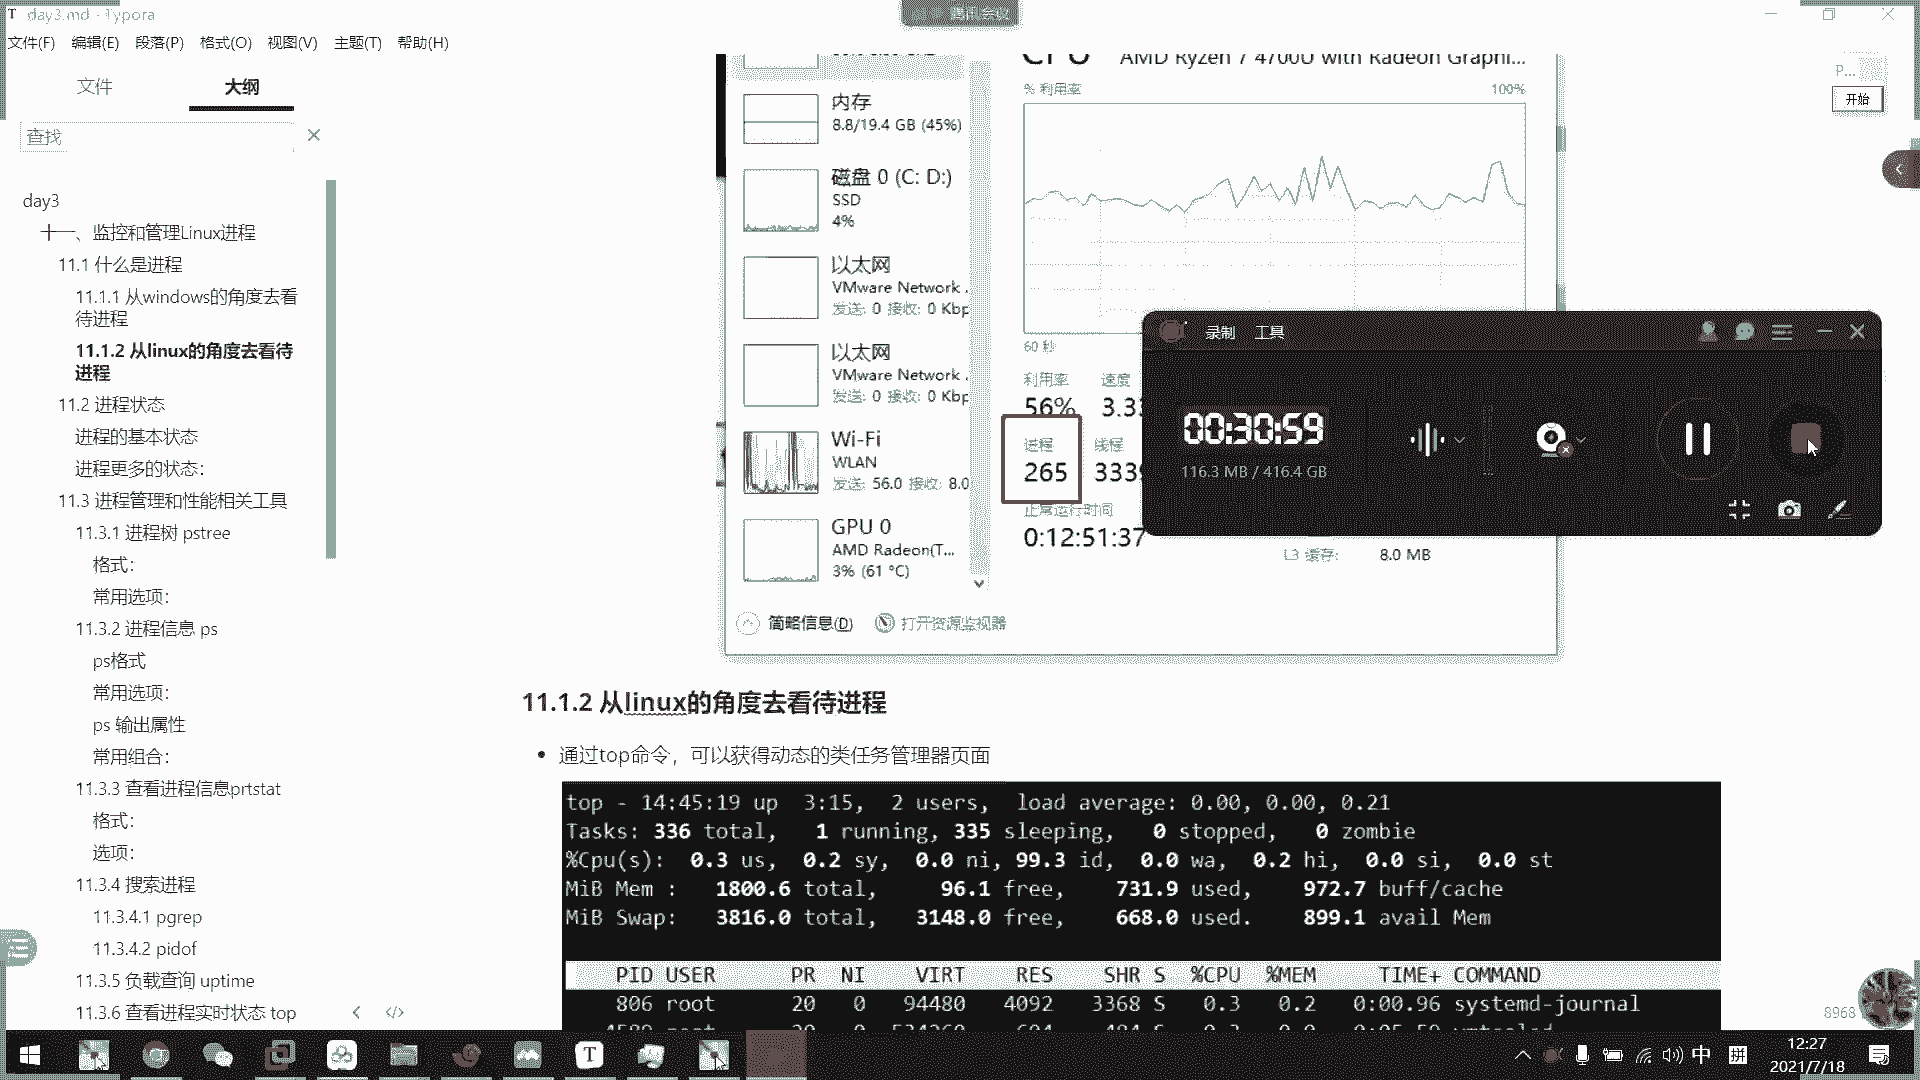 day3.md - Typora
腾讯会议
文件(F) 编辑(E) 段落(P) 格式(O) 视图(V) 主题(T) 帮助(H)
文件 大纲
查找
day3
十一、监控和管理Linux进程
11.1 什么是进程
11.1.1 从windows的角度去看
待进程
11.1.2 从linux的角度去看待
进程
11.2 进程状态
进程的基本状态
进程更多的状态:
11.3 进程管理和性能相关工具
11.3.1 进程树 pstree
格式:
常用选项:
11.3.2 进程信息 ps
ps格式
常用选项:
ps 输出属性
常用组合:
11.3.3 查看进程信息prtstat
格式:
选项:
11.3.4 搜索进程
11.3.4.1 pgrep
11.3.4.2 pidof
11.3.5 负载查询 uptime
11.3.6 查看进程实时状态 top
内存
8.8/19.4 GB (45%)
磁盘 0 (C: D:)
SSD
4%
以太网
VMware Network .
发送: 0 接收: 0 Kbp
以太网
VMware Network .
发送: 0 接收: 0 Kbp
Wi-Fi
WLAN
发送: 56.0 接收: 8.0
GPU 0
AMD Radeon(T...
3% (61 °C)
简略信息(D) 打开资源监视器
CPU AMD Ryzen 7 4700U with Radeon Graphi...
% 利用率 100%
60 秒
利用率 速度
56% 3.33
进程 线程
265 3339
正常运行时间
0:12:51:37
L3 缓存: 8.0 MB
P...
开始
录制 工具
00:30:59
116.3 MB / 416.4 GB
11.1.2 从linux的角度去看待进程
通过top命令，可以获得动态的类任务管理器页面
top - 14:45:19 up 3:15, 2 users, load average: 0.00, 0.00, 0.21
Tasks: 336 total, 1 running, 335 sleeping, 0 stopped, 0 zombie
%Cpu(s): 0.3 us, 0.2 sy, 0.0 ni, 99.3 id, 0.0 wa, 0.2 hi, 0.0 si, 0.0 st
MiB Mem : 1800.6 total, 96.1 free, 731.9 used, 972.7 buff/cache
MiB Swap: 3816.0 total, 3148.0 free, 668.0 used. 899.1 avail Mem
PID USER PR NI VIRT RES SHR S %CPU %MEM TIME+ COMMAND
806 root 20 0 94480 4092 3368 S 0.3 0.2 0:00.96 systemd-journal
8968
中 拼
12:27
2021/7/18